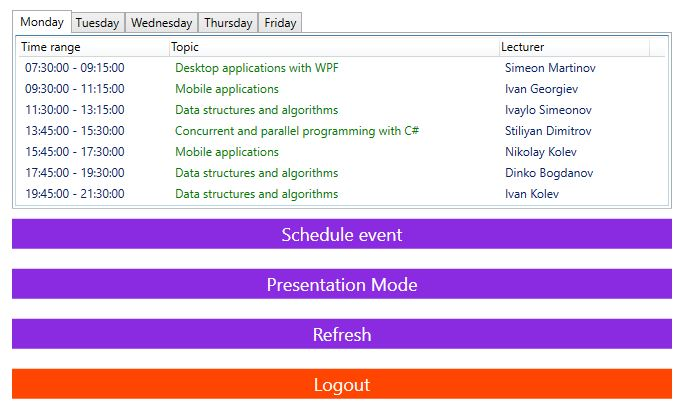 Monday Tuesday Wednesday Thursday Friday
Time range Topic Lecturer
07:30:00 - 09:15:00 Desktop applications with WPF Simeon Martinov
09:30:00 - 11:15:00 Mobile applications Ivan Georgiev
11:30:00 - 13:15:00 Data structures and algorithms Ivaylo Simeonov
13:45:00 - 15:30:00 Concurrent and parallel programming with C# Stiliyan Dimitrov
15:45:00 - 17:30:00 Mobile applications Nikolay Kolev
17:45:00 - 19:30:00 Data structures and algorithms Dinko Bogdanov
19:45:00 - 21:30:00 Data structures and algorithms Ivan Kolev
Schedule event
Presentation Mode
Refresh
Logout